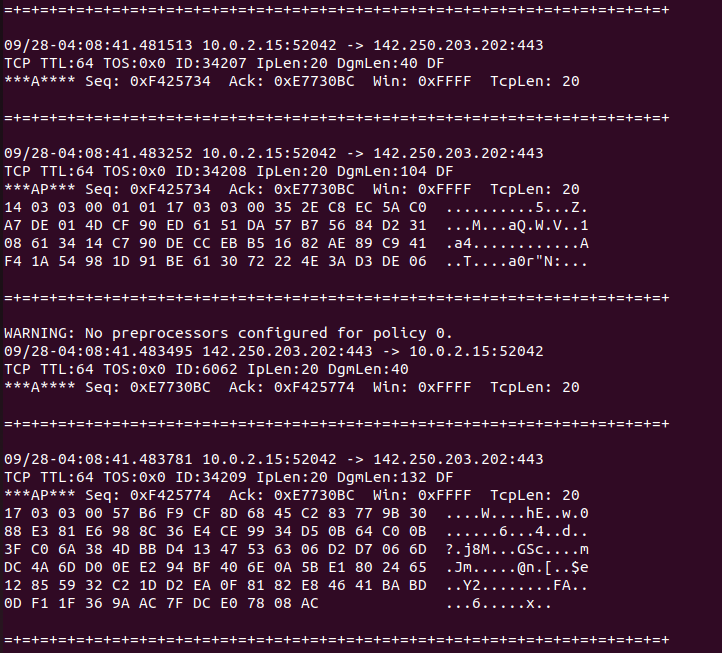 =+=+=+=+=+=+=+=+=+=+=+=+=+=+=+=+=+=+=+=+=+=+=+=+=+=+=+=+=+=+=+=+=+=+=+=+=+
09/28-04:08:41.481513 10.0.2.15:52042 -> 142.250.203.202:443
TCP TTL:64 TOS:0x0 ID:34207 IpLen:20 DgmLen:40 DF
***A**** Seq: 0xF425734  Ack: 0xE7730BC  Win: 0xFFFF  TcpLen: 20
=+=+=+=+=+=+=+=+=+=+=+=+=+=+=+=+=+=+=+=+=+=+=+=+=+=+=+=+=+=+=+=+=+=+=+=+=+
09/28-04:08:41.483252 10.0.2.15:52042 -> 142.250.203.202:443
TCP TTL:64 TOS:0x0 ID:34208 IpLen:20 DgmLen:104 DF
***AP*** Seq: 0xF425734  Ack: 0xE7730BC  Win: 0xFFFF  TcpLen: 20
14 03 03 00 01 01 17 03 03 00 35 2E C8 EC 5A C0  ..........5...Z.
A7 DE 01 4D CF 90 ED 61 51 DA 57 B7 56 84 D2 31  ...M...aQ.W.V..1
08 61 34 14 C7 90 DE CC EB B5 16 82 AE 89 C9 41  .a4............A
F4 1A 54 98 1D 91 BE 61 30 72 22 4E 3A D3 DE 06  ..T....a0r"N:...
=+=+=+=+=+=+=+=+=+=+=+=+=+=+=+=+=+=+=+=+=+=+=+=+=+=+=+=+=+=+=+=+=+=+=+=+=+
WARNING: No preprocessors configured for policy 0.
09/28-04:08:41.483495 142.250.203.202:443 -> 10.0.2.15:52042
TCP TTL:64 TOS:0x0 ID:6062 IpLen:20 DgmLen:40
***A**** Seq: 0xE7730BC  Ack: 0xF425774  Win: 0xFFFF  TcpLen: 20
=+=+=+=+=+=+=+=+=+=+=+=+=+=+=+=+=+=+=+=+=+=+=+=+=+=+=+=+=+=+=+=+=+=+=+=+=+
09/28-04:08:41.483781 10.0.2.15:52042 -> 142.250.203.202:443
TCP TTL:64 TOS:0x0 ID:34209 IpLen:20 DgmLen:132 DF
***AP*** Seq: 0xF425774  Ack: 0xE7730BC  Win: 0xFFFF  TcpLen: 20
17 03 03 00 57 B6 F9 CF 8D 68 45 C2 83 77 9B 30  ....W....hE..w.0
88 E3 81 E6 98 8C 36 E4 CE 99 34 D5 0B 64 C0 0B  ......6...4..d..
3F C0 6A 38 4D BB D4 13 47 53 63 06 D2 D7 06 6D  ?.j8M...GSc....m
DC 4A 6D D0 0E E2 94 BF 40 6E 0A 5B E1 80 24 65  .Jm.....@n.[..$e
12 85 59 32 C2 1D D2 EA 0F 81 82 E8 46 41 BA BD  ..Y2........FA..
0D F1 1F 36 9A AC 7F DC E0 78 08 AC              ...6.....x..
=+=+=+=+=+=+=+=+=+=+=+=+=+=+=+=+=+=+=+=+=+=+=+=+=+=+=+=+=+=+=+=+=+=+=+=+=+